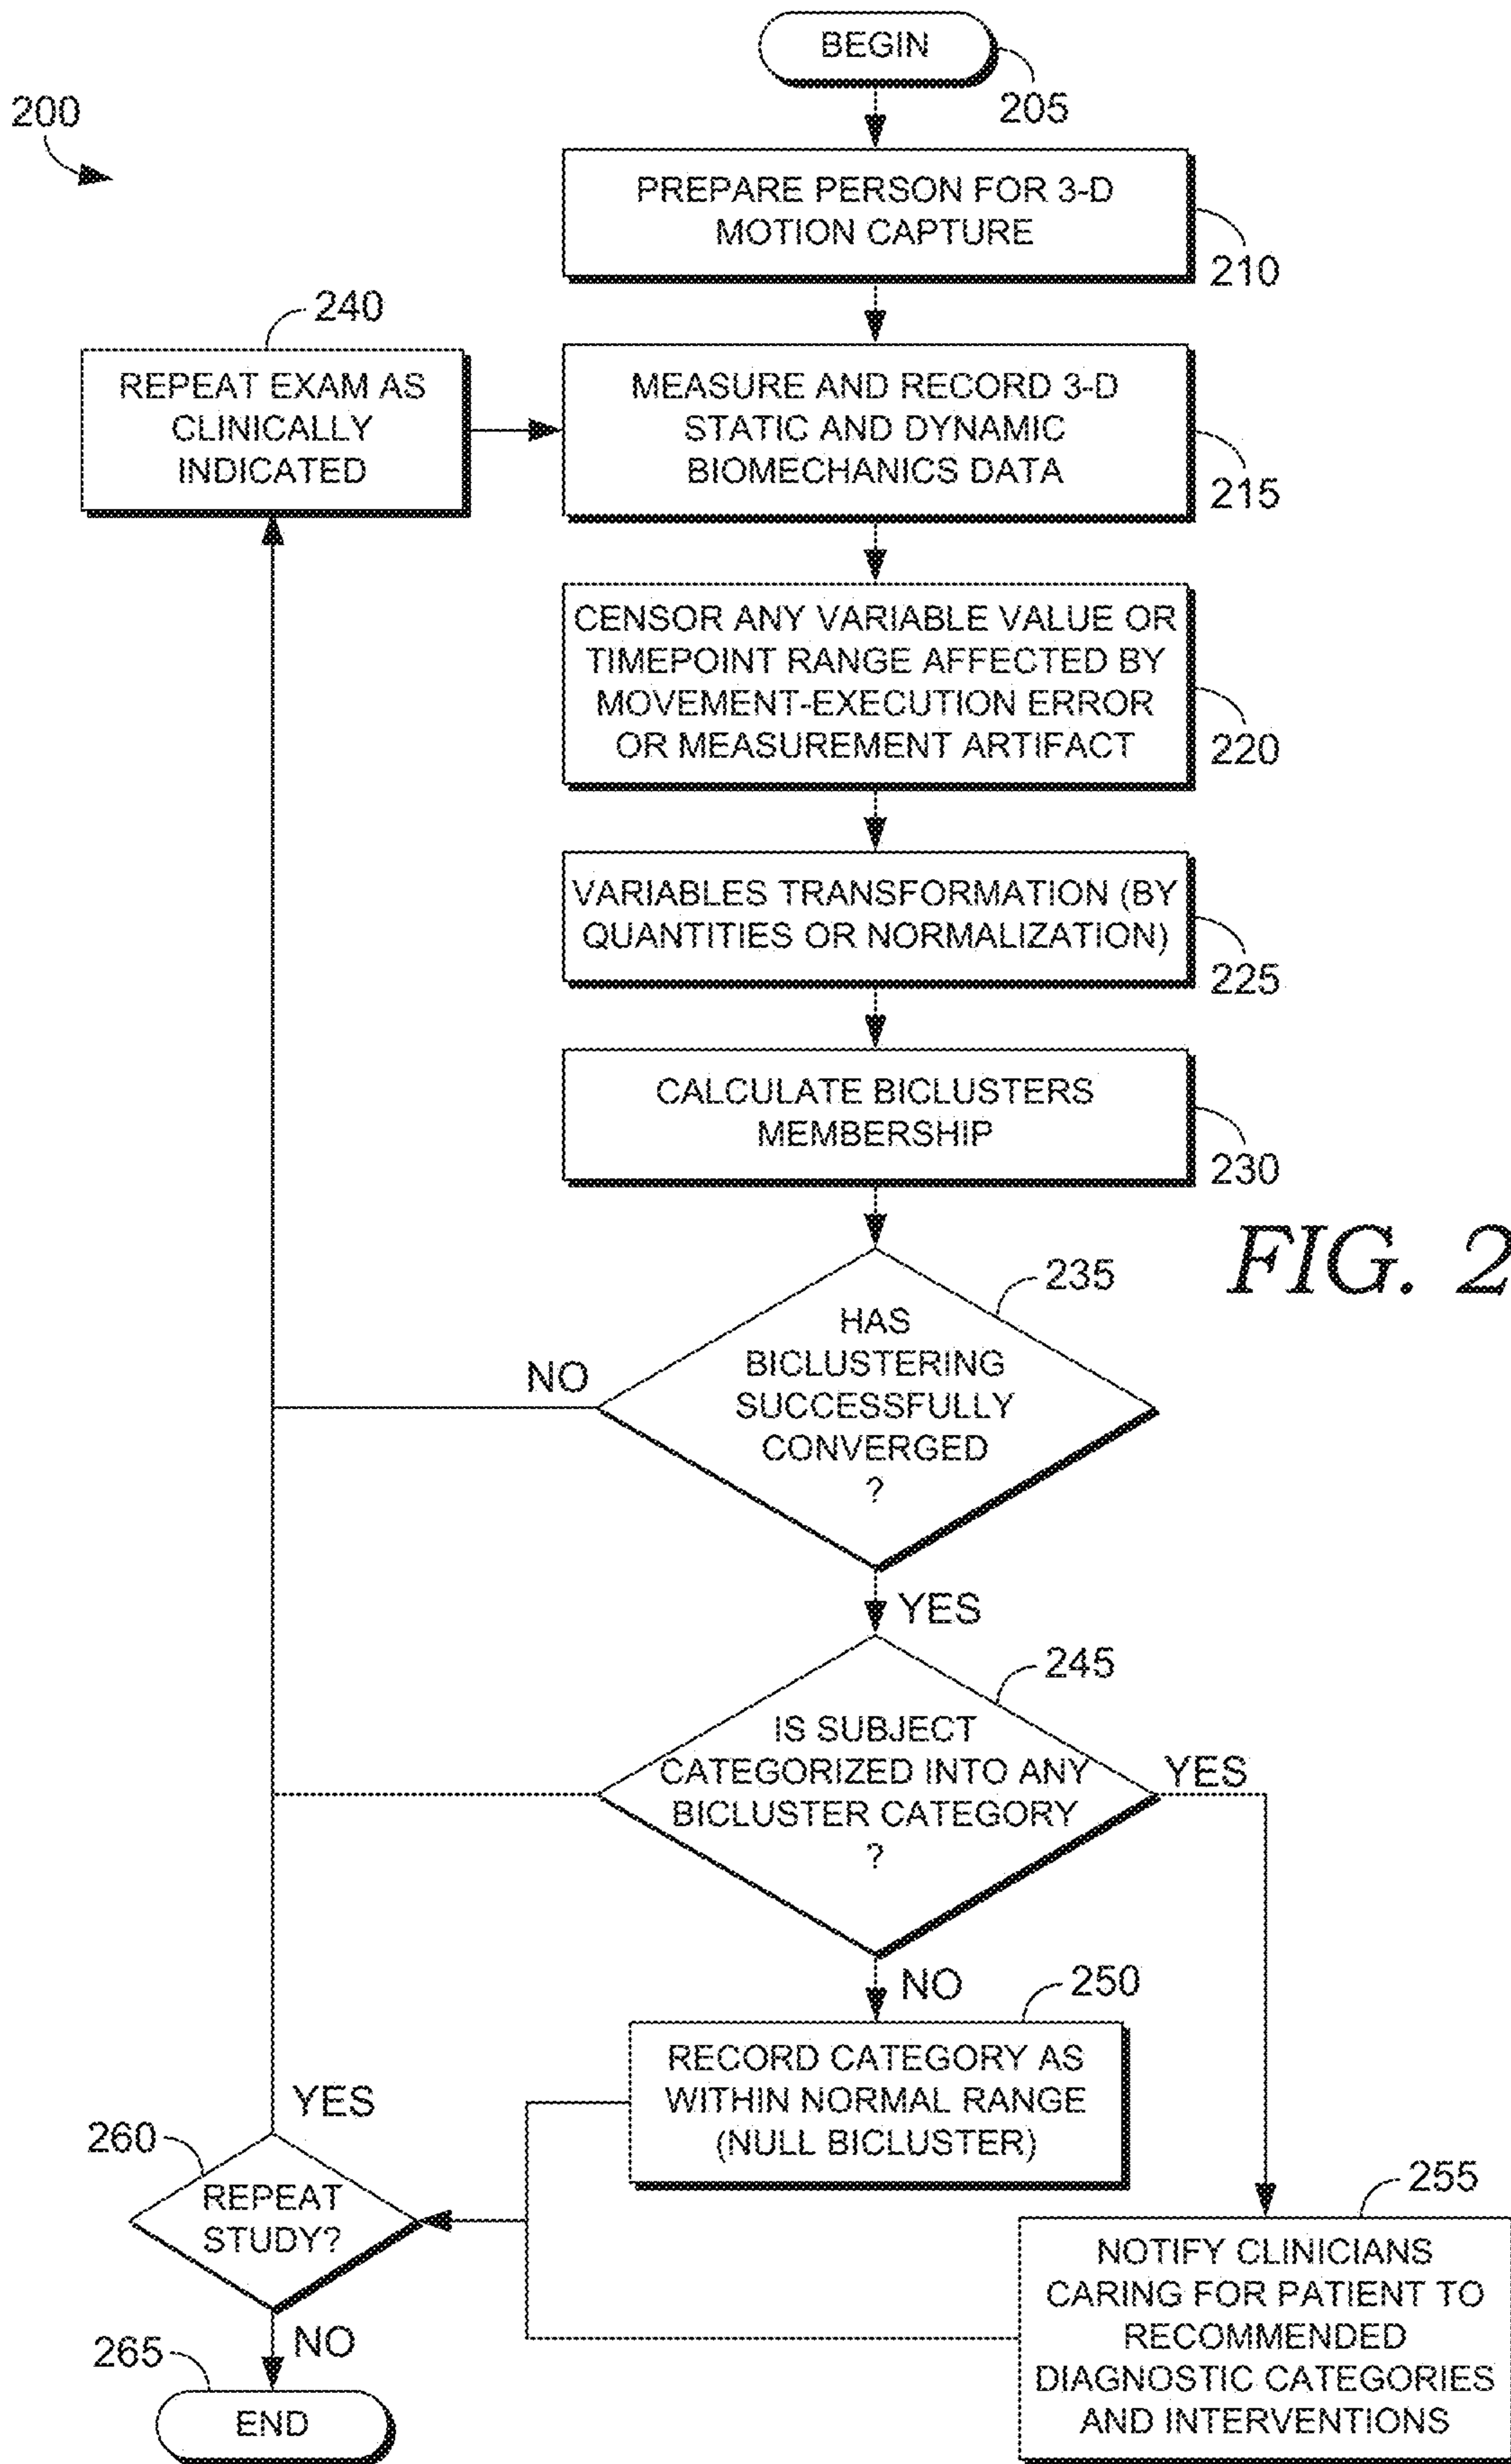 BEGIN
205
200
PREPARE PERSON FOR 3-D
MOTION CAPTURE
210
240
REPEAT EXAM AS
CLINICALLY
INDICATED
MEASURE AND RECORD 3-D
STATIC AND DYNAMIC
BIOMECHANICS DATA
215
CENSOR ANY VARIABLE VALUE OR
TIMEPOINT RANGE AFFECTED BY
MOVEMENT-EXECUTION ERROR
OR MEASUREMENT ARTIFACT
220
VARIABLES TRANSFORMATION (BY
QUANTITIES OR NORMALIZATION)
225
CALCULATE BICLUSTERS
MEMBERSHIP
230
FIG. 2
235
HAS
BICLUSTERING
SUCCESSFULLY
CONVERGED
?
NO
YES
245
IS SUBJECT
CATEGORIZED INTO ANY
BICLUSTER CATEGORY
?
YES
NO
250
RECORD CATEGORY AS
WITHIN NORMAL RANGE
(NULL BICLUSTER)
YES
260
REPEAT
STUDY?
255
NOTIFY CLINICIANS
CARING FOR PATIENT TO
RECOMMENDED
DIAGNOSTIC CATEGORIES
AND INTERVENTIONS
NO
265
END